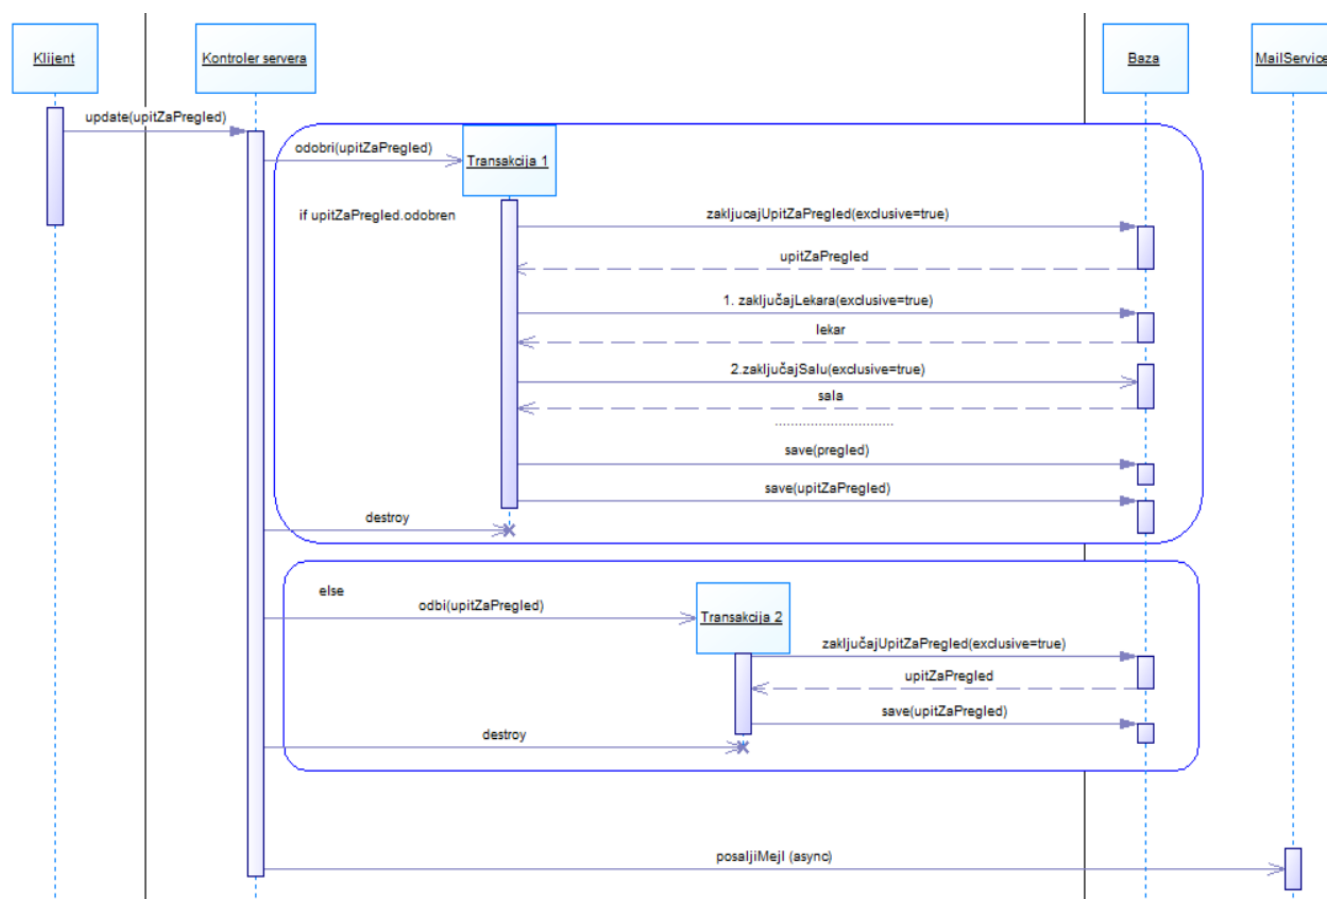 Klijent
Kontroler servera
Baza
MailService
update(upitZaPregled)
odobri(upitZaPregled)
Transakcija 1
if upitZaPregled.odobren
zakljucajUpitZaPregled(exclusive=true)
upitZaPregled
1. zaključajLekara(exclusive=true)
lekar
2.zaključajSalu(exclusive=true)
sala
..............................
save(pregled)
save(upitZaPregled)
destroy
else
odbi(upitZaPregled)
Transakcija 2
zaključajUpitZaPregled(exclusive=true)
upitZaPregled
save(upitZaPregled)
destroy
posaljiMejl (async)